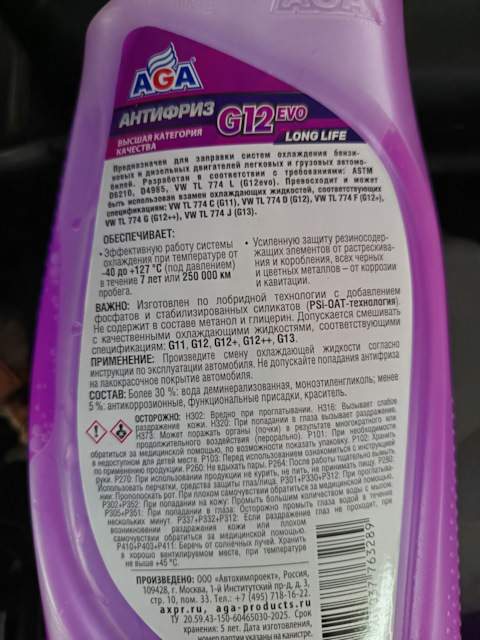 AGA
АНТИФРИЗ G12 EVO
ВЫСШАЯ КАТЕГОРИЯ
КАЧЕСТВА
LONG LIFE
Предназначен для заправки систем охлаждения бензи-
новых и дизельных двигателей легковых и грузовых автомо-
билей. Разработан в соответствии с требованиями: ASTM
D6210, D4985, VW TL 774 L (G12evo). Превосходит и может
быть использован взамен охлаждающих жидкостей, соответствующих
спецификациям: VW TL 774 C (G11), VW TL 774 D (G12), VW TL 774 F (G12+),
VW TL 774 G (G12++), VW TL 774 J (G13).
ОБЕСПЕЧИВАЕТ:
• Эффективную работу системы
охлаждения при температуре от
-40 до +127 °С (под давлением)
в течение 7 лет или 250 000 км
пробега.
• Усиленную защиту резиносодер-
жащих элементов от растрескива-
ния и коробления, всех черных
и цветных металлов – от коррозии
и кавитации.
ВАЖНО: Изготовлен по лобридной технологии с добавлением
фосфатов и стабилизированных силикатов (PSi-OAT-технология).
Не содержит в составе метанол и глицерин. Допускается смешивать
с качественными охлаждающими жидкостями, соответствующими
спецификациям: G11, G12, G12+, G12++, G13.
ПРИМЕНЕНИЕ: Произведите смену охлаждающей жидкости согласно
инструкции по эксплуатации автомобиля. Не допускайте попадания антифриза
на лакокрасочное покрытие автомобиля.
СОСТАВ: Более 30 %: вода деминерализованная, моноэтиленгликоль; менее
5 %: антикоррозионные, функциональные присадки, краситель.
ОСТОРОЖНО: H302: Вредно при проглатывании. H316: Вызывает слабое
раздражение кожи. H320: При попадании в глаза вызывает раздражение.
H373: Может поражать органы (почки) в результате многократного или
продолжительного воздействия (перорально). P101: При необходимости
обратиться за медицинской помощью, по возможности показать упаковку. P102: Хранить
в недоступном для детей месте. P103: Перед использованием ознакомиться с инструкцией
по применению продукции. P260: Не вдыхать пары. P264: После работы тщательно вымыть
руки. P270: При использовании продукции не курить, не пить, не принимать пищу. P280:
Использовать перчатки, средства защиты глаз/лица. P301+P330+P312: При проглатыва-
нии: Прополоскать рот. При плохом самочувствии обратиться за медицинской помощью.
P302+P352: При попадании на кожу: Промыть большим количеством воды с мылом.
P305+P351: При попадании в глаза: Осторожно промыть глаза водой в течение
нескольких минут. P337+P332+P312: Если раздражение глаз не проходит, при
возникновении раздражения кожи или плохом
самочувствии обратиться за медицинской помощью.
P410+P403+P411: Беречь от солнечных лучей. Хранить
в хорошо вентилируемом месте, при температуре
не выше +45 °С.
ПРОИЗВЕДЕНО: ООО «Автохимпроект», Россия,
109428, г. Москва, 1-й Институтский пр-д, д. 3,
стр. 10, пом. 33. Тел.: +7 (495) 718-16-22.
axpr.ru, aga-products.ru
ТУ 20.59.43-150-60465030-2025. Срок
хранения: 5 лет. Дата изготовления,
номер партии указаны на канистре.